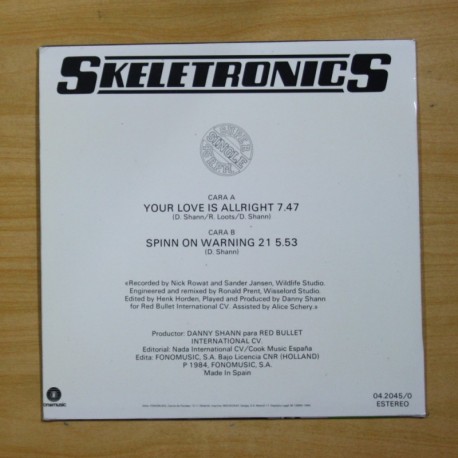 SKELETRONICS
CARA A
YOUR LOVE IS ALLRIGHT 7.47
(D. Shann/R. Loots/D. Shann)
CARA B
SPINN ON WARNING 21 5.53
(D. Shann)
«Recorded by Nick Rowat and Sander Jansen, Wildlife Studio.
Engineered and remixed by Ronald Prent, Wisselord Studio.
Edited by Henk Horden, Played and Produced by Danny Shann
for Red Bullet International CV. Assisted by Alice Schery.»
Productor: DANNY SHANN para RED BULLET
INTERNATIONAL CV.
Editorial: Nada International CV/Cook Music España
Edita: FONOMUSIC, S.A. Bajo Licencia CNR (HOLLAND)
P 1984, FONOMUSIC, S.A.
Made In Spain
fonomusic
04.2045/0
ESTEREO